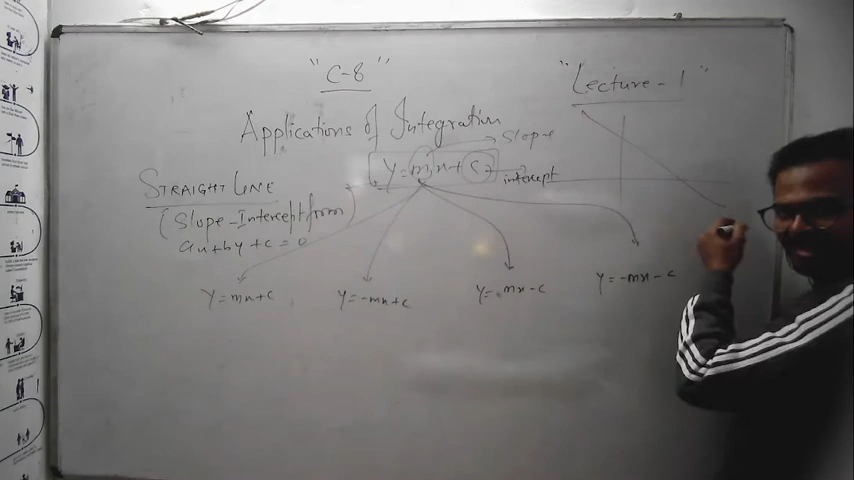 "C-8"
"Lecture-1"
Applications of Integration
Slope
y=mx+c
intercept
STRAIGHT LINE
(Slope-Intercept form)
ax+by+c=0
y=mx+c
y=-mx+c
y=mx-c
y=-mx-c